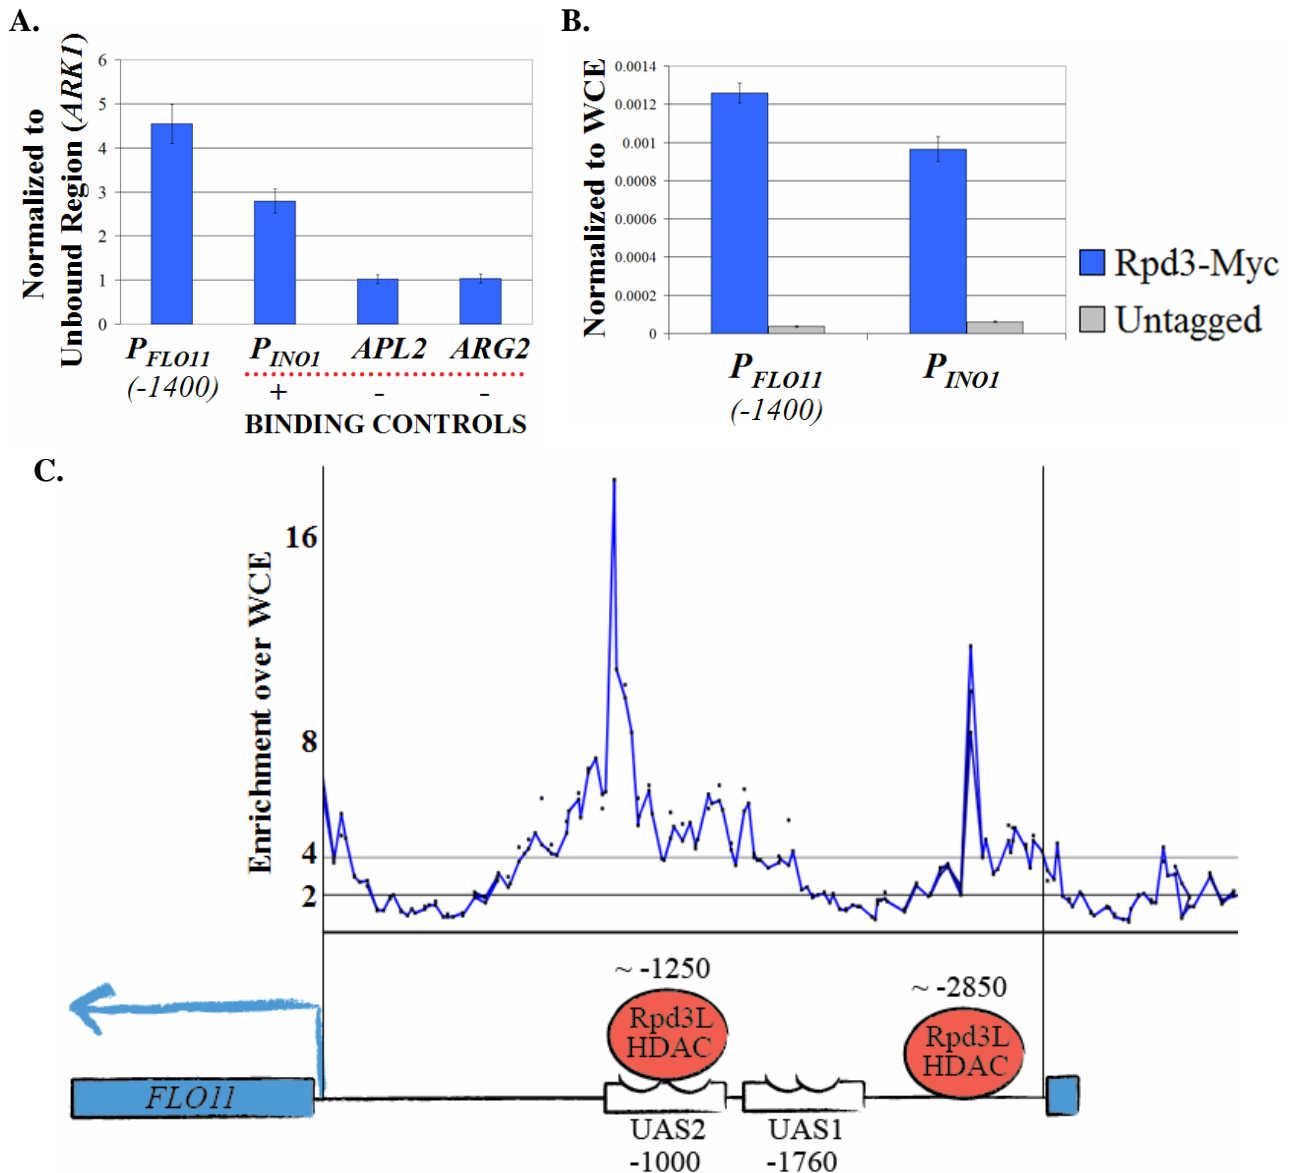 A.
Normalized to
Unbound Region (ARK1)
6
5
4
3
2
1
0
PFLO11 PINO1 APL2 ARG2
(-1400) + - -
BINDING CONTROLS
B.
Normalized to WCE
0.0014
0.0012
0.001
0.0008
0.0006
0.0004
0.0002
0
PFLO11 PINO1
(-1400)
Rpd3-Myc
Untagged
C.
Enrichment over WCE
16
8
4
2
~ -1250
~ -2850
Rpd3L
HDAC
Rpd3L
HDAC
FLO11
UAS2 UAS1
-1000 -1760